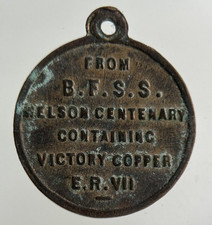 FROM
B.F.S.S.
NELSON CENTENARY
CONTAINING
VICTORY COPPER
E.R.VII